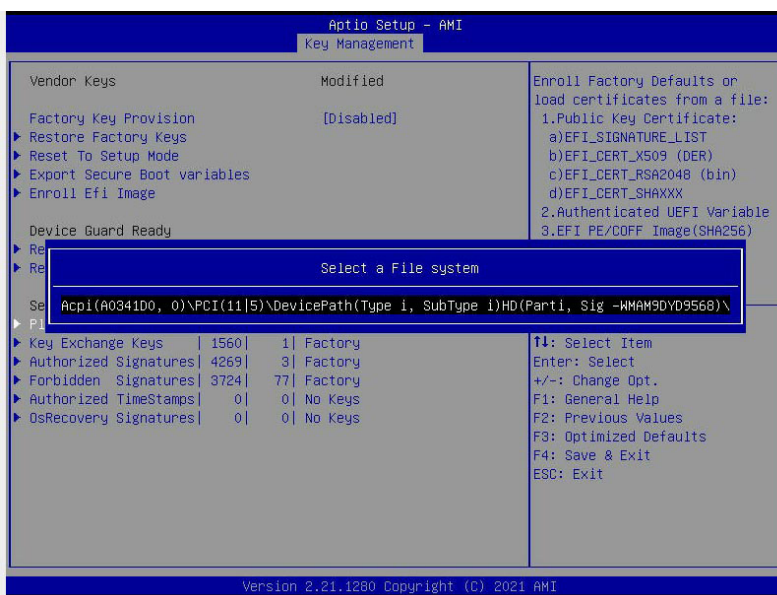 Aptio Setup – AMI
Key Management
Vendor Keys Modified
Factory Key Provision [Disabled]
Restore Factory Keys
Reset To Setup Mode
Export Secure Boot variables
Enroll Efi Image
Device Guard Ready
Re
Re
Se
Pl
Key Exchange Keys | 1560| 1| Factory
Authorized Signatures| 4269| 3| Factory
Forbidden Signatures| 3724| 77| Factory
Authorized TimeStamps| 0| 0| No Keys
OsRecovery Signatures| 0| 0| No Keys
Select a File system
Acpi(A0341D0, 0)\PCI(11|5)\DevicePath(Type i, SubType i)HD(Parti, Sig -WMAM9DYD9568)\
Enroll Factory Defaults or
load certificates from a file:
1.Public Key Certificate:
a)EFI_SIGNATURE_LIST
b)EFI_CERT_X509 (DER)
c)EFI_CERT_RSA2048 (bin)
d)EFI_CERT_SHAXXX
2.Authenticated UEFI Variable
3.EFI PE/COFF Image(SHA256)
↑↓: Select Item
Enter: Select
+/-: Change Opt.
F1: General Help
F2: Previous Values
F3: Optimized Defaults
F4: Save & Exit
ESC: Exit
Version 2.21.1280 Copyright (C) 2021 AMI